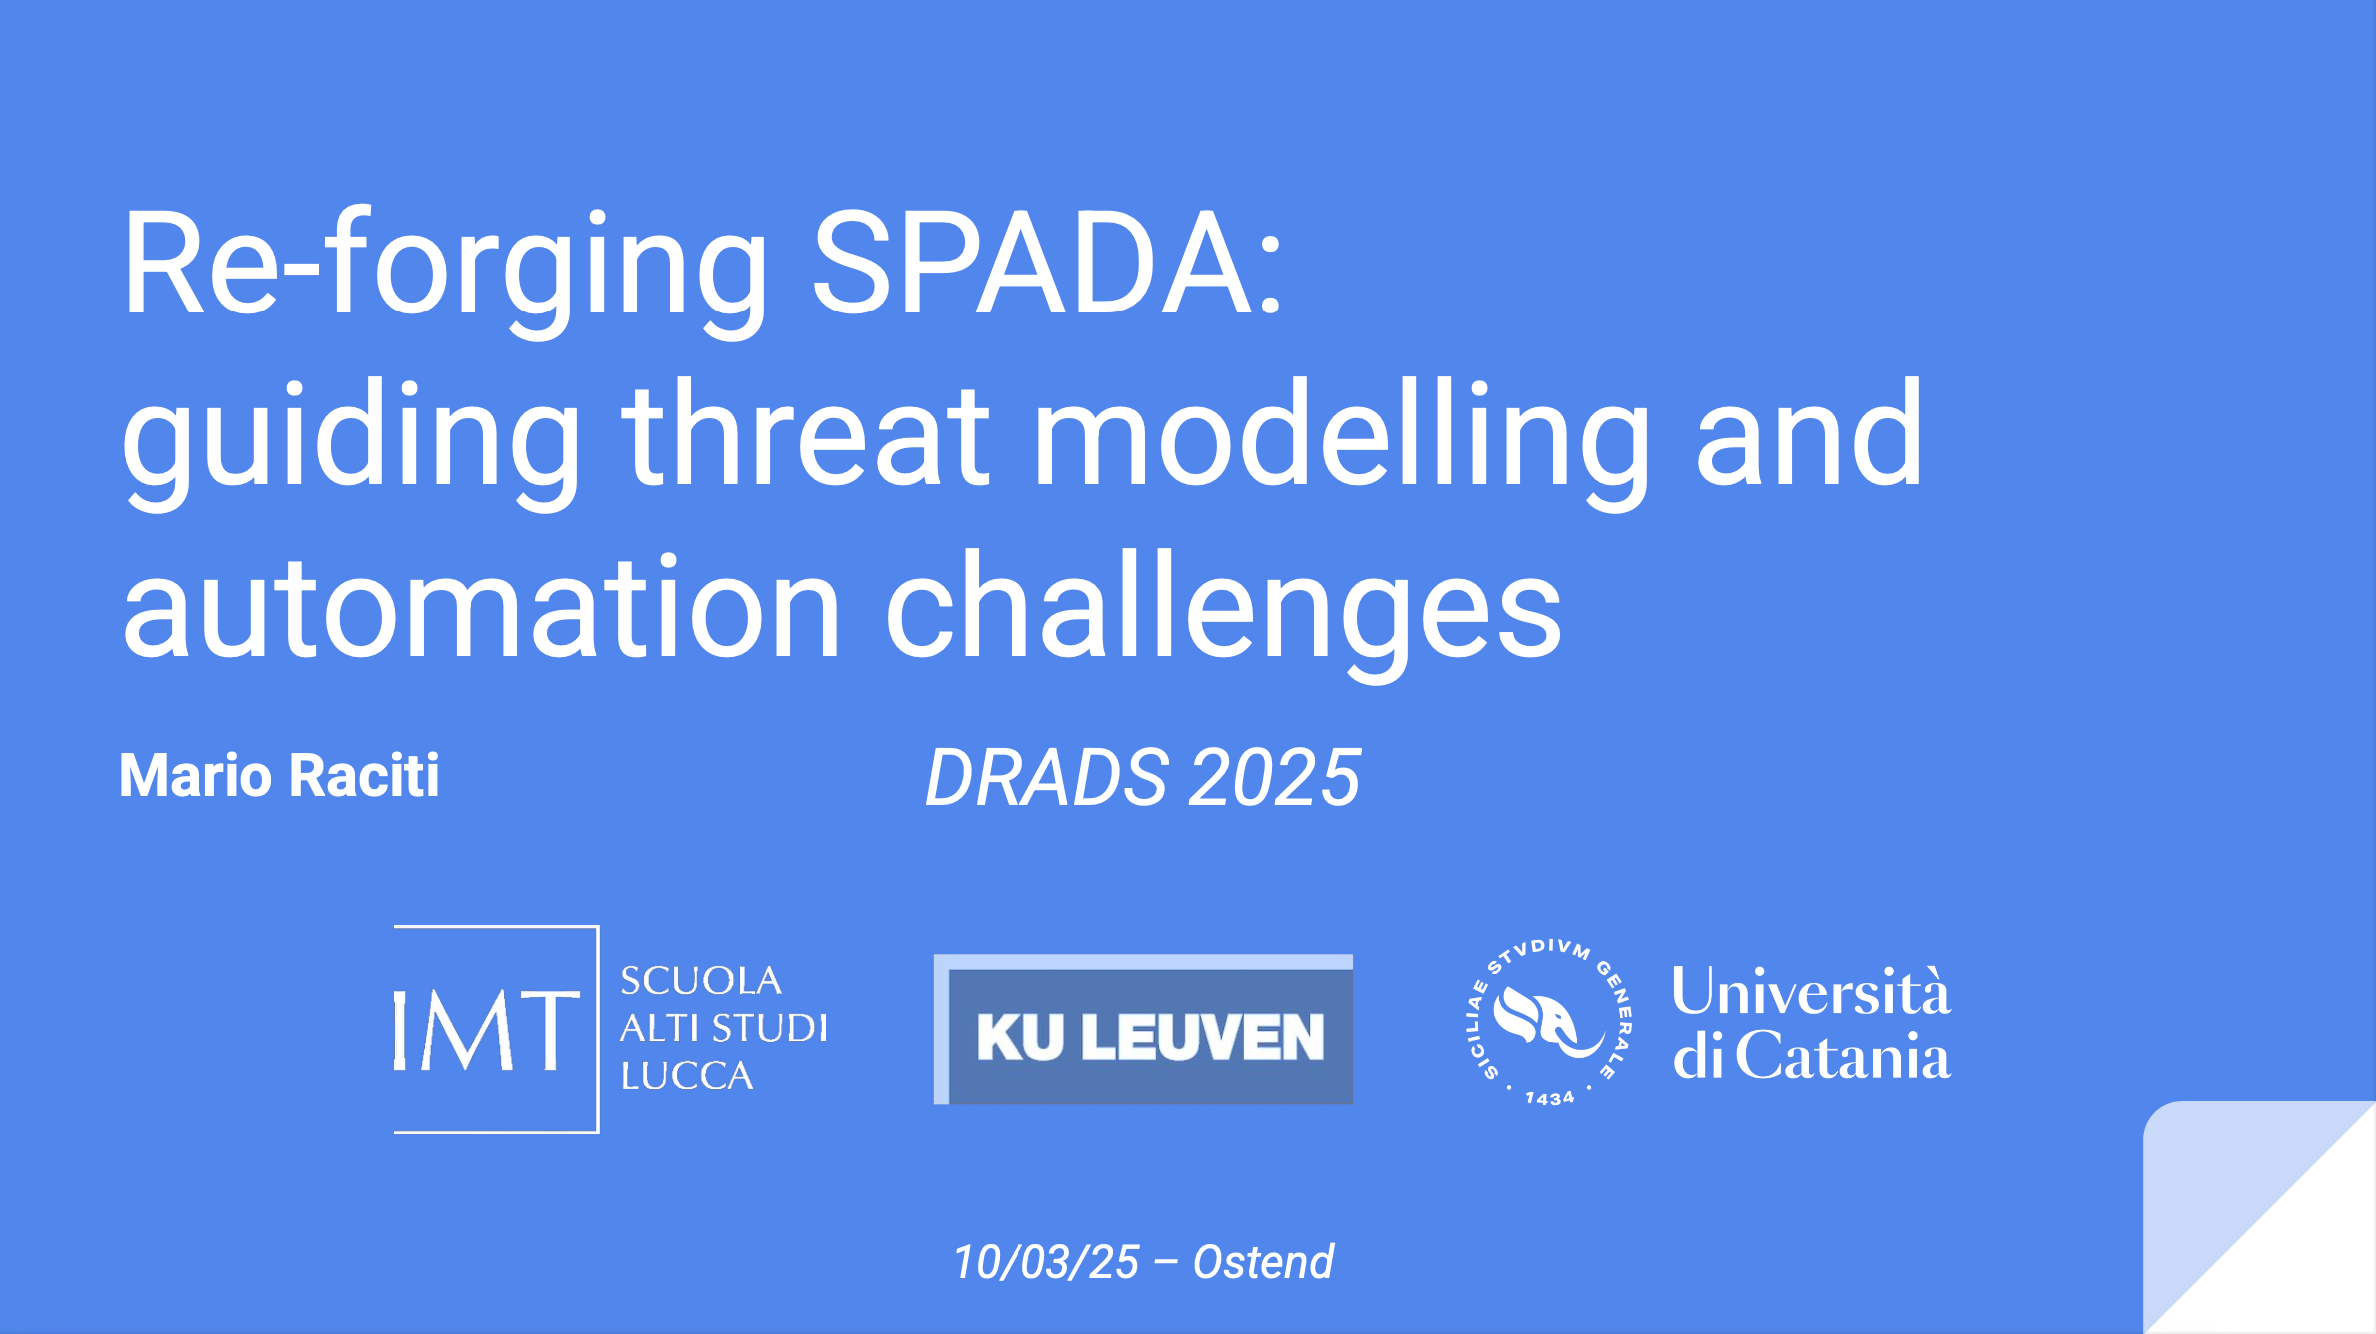 Re-forging SPADA:
guiding threat modelling and
automation challenges
Mario Raciti
DRADS 2025
IMT
SCUOLA
ALTI STUDI
LUCCA
KU LEUVEN
SICILIAE STVDIVM GENERALE
· 1434 ·
Università
di Catania
10/03/25 – Ostend